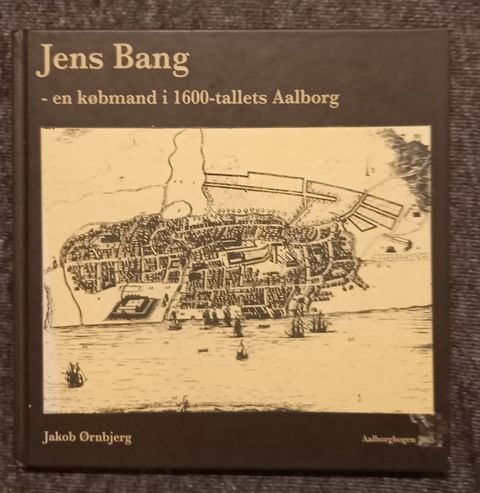 Jens Bang
- en købmand i 1600-tallets Aalborg
Jakob Ørnbjerg
Aalborgbogen